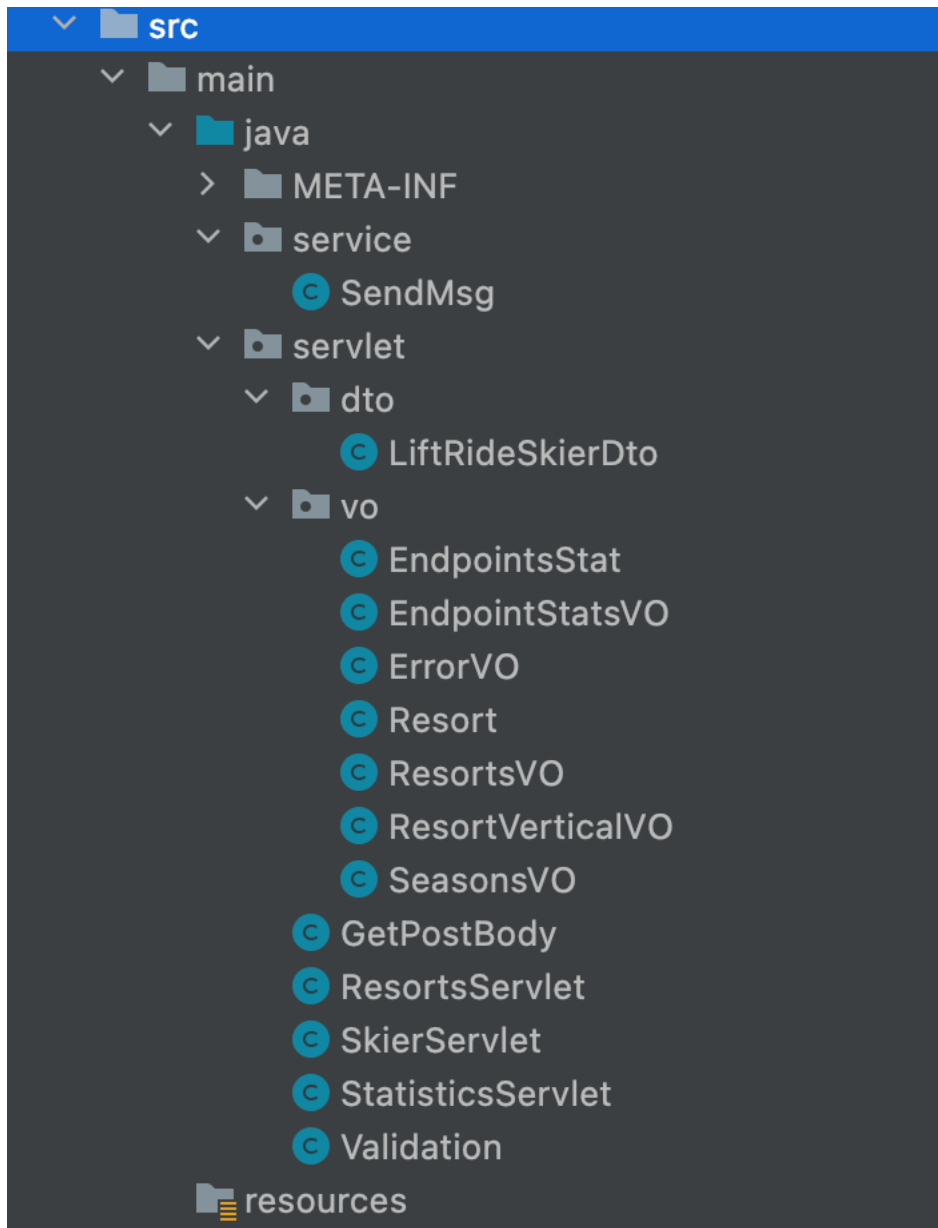 src
main
java
META-INF
service
C SendMsg
servlet
dto
C LiftRideSkierDto
vo
C EndpointsStat
C EndpointStatsVO
C ErrorVO
C Resort
C ResortsVO
C ResortVerticalVO
C SeasonsVO
C GetPostBody
C ResortsServlet
C SkierServlet
C StatisticsServlet
C Validation
resources